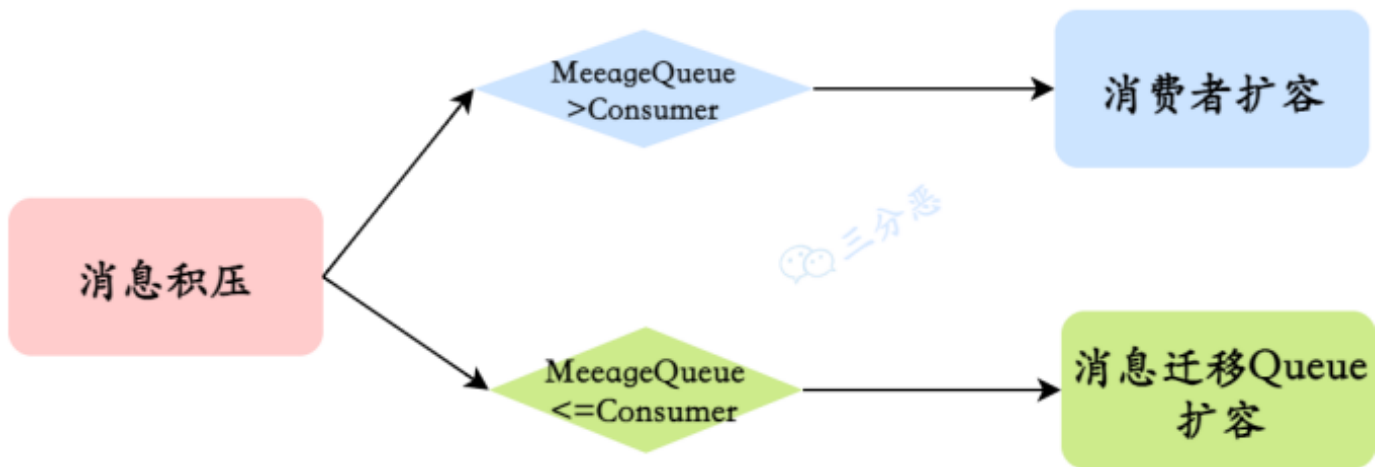 MeeageQueue
>Consumer
消费者扩容
三分恶
消息积压
MeeageQueue
<=Consumer
消息迁移Queue
扩容